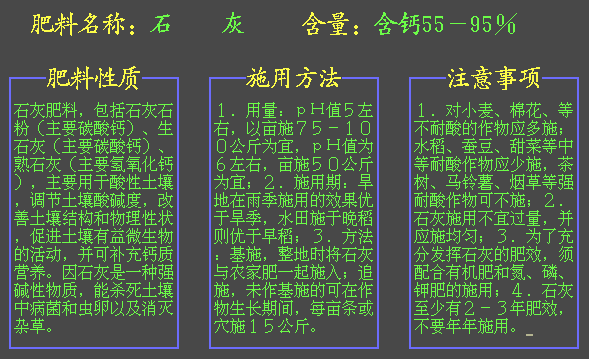 肥料名称：石　　灰　　含量：含钙55－95％
肥料性质
石灰肥料，包括石灰石
粉（主要碳酸钙）、生
石灰（主要碳酸钙）、
熟石灰（主要氢氧化钙
），主要用于酸性土壤
，调节土壤酸碱度，改
善土壤结构和物理性状
，促进土壤有益微生物
的活动，并可补充钙质
营养。因石灰是一种强
碱性物质，能杀死土壤
中病菌和虫卵以及消灭
杂草。
施用方法
１．用量：ｐＨ值５左
右，以亩施７５－１０
０公斤为宜，ｐＨ值为
６左右，亩施５０公斤
为宜；２．施用期：旱
地在雨季施用的效果优
于旱季，水田施于晚稻
则优于早稻；３．方法
：基施，整地时将石灰
与农家肥一起施入；追
施，未作基施的可在作
物生长期间，每亩条或
穴施１５公斤。
注意事项
１．对小麦、棉花、等
不耐酸的作物应多施；
水稻、蚕豆、甜菜等中
等耐酸作物应少施，茶
树、马铃薯、烟草等强
耐酸作物可不施；２．
石灰施用不宜过量，并
应施均匀；３．为了充
分发挥石灰的肥效，须
配合有机肥和氮、磷、
钾肥的施用；４．石灰
至少有２－３年肥效，
不要年年施用。_